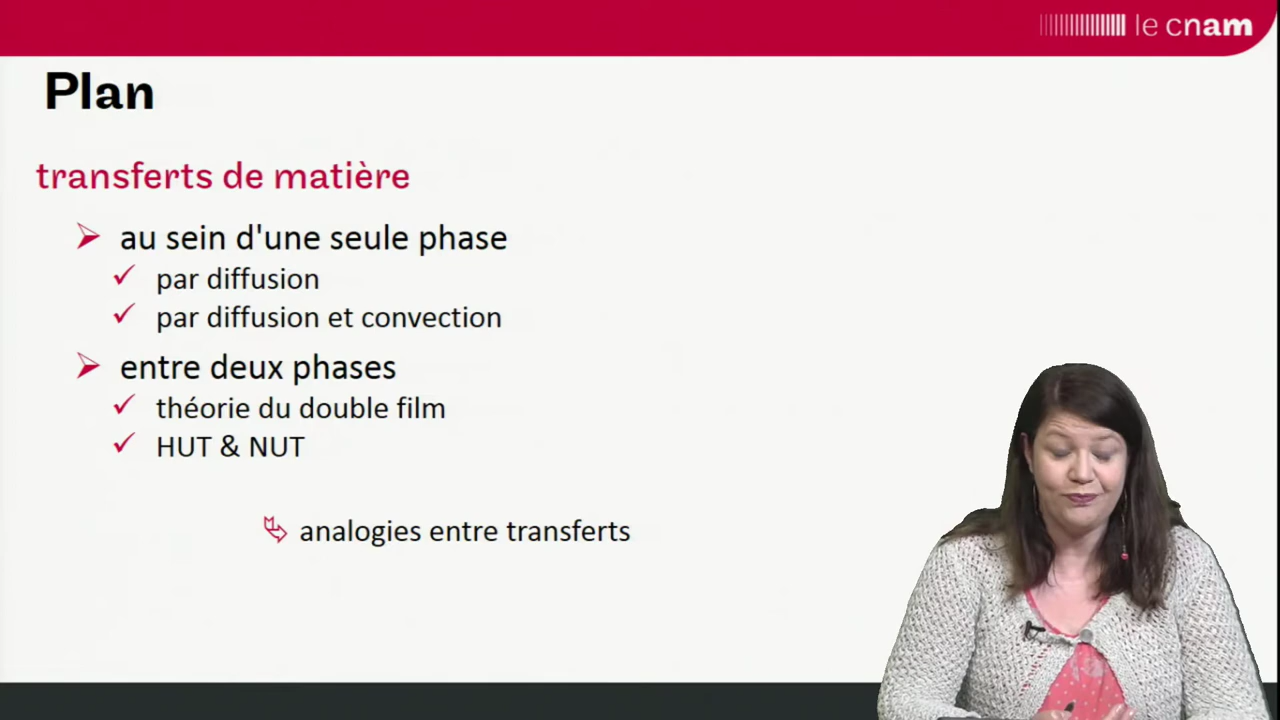 le cnam
Plan
transferts de matière
au sein d'une seule phase
par diffusion
par diffusion et convection
entre deux phases
théorie du double film
HUT & NUT
analogies entre transferts